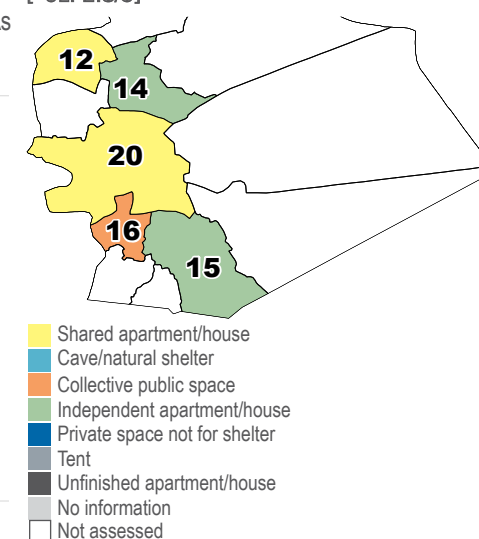 AS
12
14
20
16
15
Shared apartment/house
Cave/natural shelter
Collective public space
Independent apartment/house
Private space not for shelter
Tent
Unfinished apartment/house
No information
Not assessed